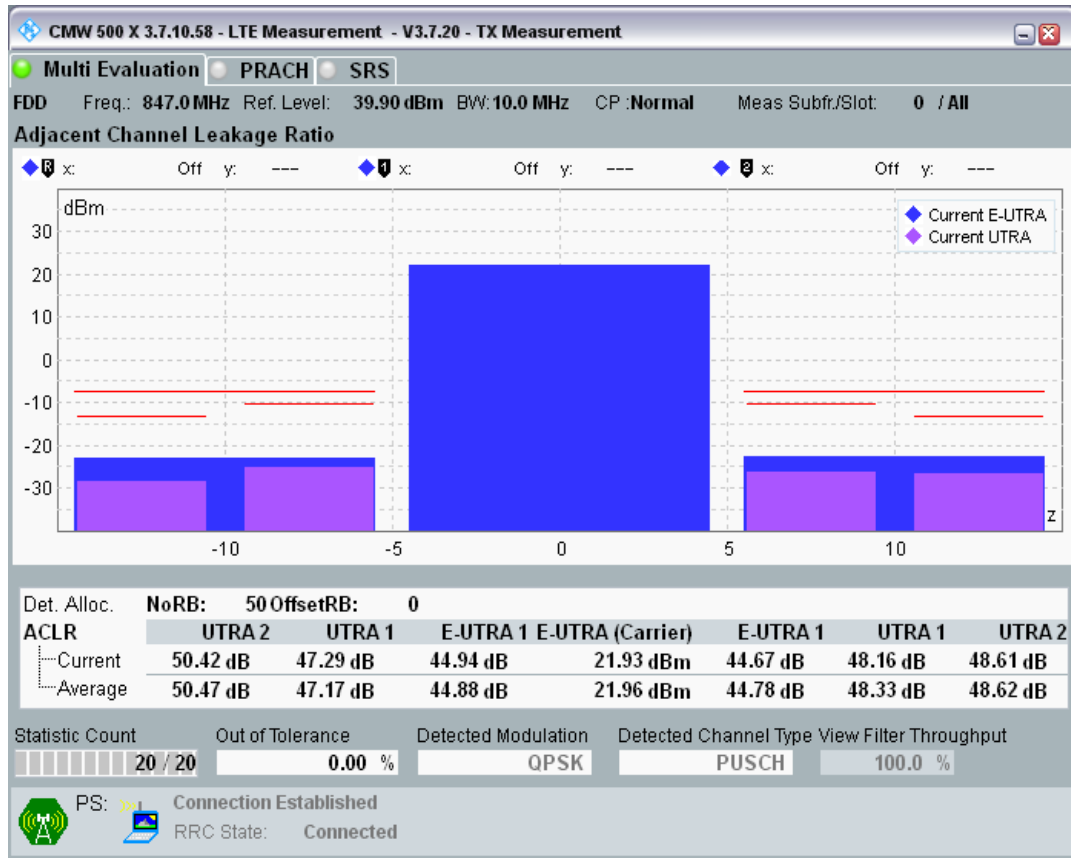 CMW 500 X 3.7.10.58 - LTE Measurement - V3.7.20 - TX Measurement
Multi Evaluation PRACH SRS
FDD Freq.: 847.0 MHz Ref. Level: 39.90 dBm BW: 10.0 MHz CP :Normal Meas Subfr./Slot: 0 / All
Adjacent Channel Leakage Ratio
R x: Off y: --- 1 x: Off y: --- 2 x: Off y: ---
dBm
Current E-UTRA
Current UTRA
30
20
10
0
-10
-20
-30
z
-10 -5 0 5 10
Det. Alloc. NoRB: 50 OffsetRB: 0
ACLR UTRA 2 UTRA 1 E-UTRA 1 E-UTRA (Carrier) E-UTRA 1 UTRA 1 UTRA 2
Current 50.42 dB 47.29 dB 44.94 dB 21.93 dBm 44.67 dB 48.16 dB 48.61 dB
Average 50.47 dB 47.17 dB 44.88 dB 21.96 dBm 44.78 dB 48.33 dB 48.62 dB
Statistic Count Out of Tolerance Detected Modulation Detected Channel Type View Filter Throughput
20 / 20 0.00 % QPSK PUSCH 100.0 %
PS: Connection Established
RRC State: Connected